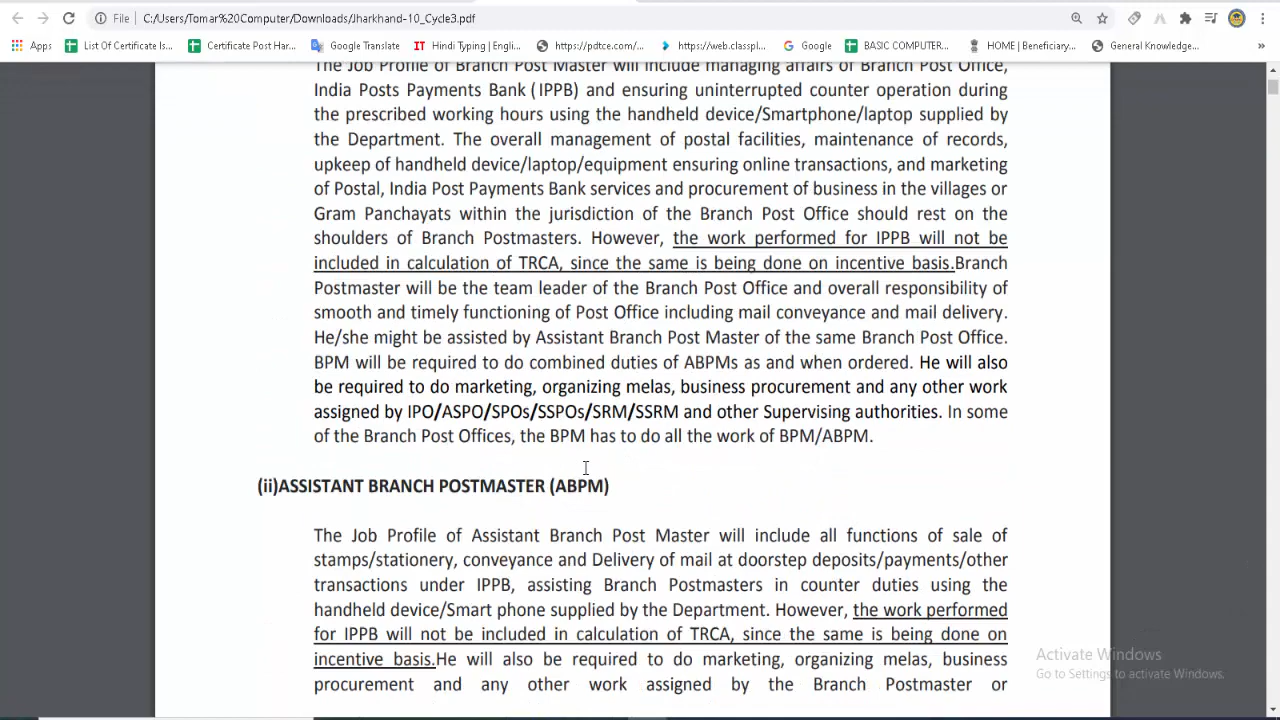 File | C:/Users/Tomar%20Computer/Downloads/Jharkhand-10_Cycle3.pdf
Apps List Of Certificate Is... Certificate Post Har... Google Translate Hindi Typing | Engli... https://pdtce.com/... https://web.classpl... Google BASIC COMPUTER... HOME | Beneficiary... General Knowledge... »
The Job Profile of Branch Post Master will include managing affairs of Branch Post Office,
India Posts Payments Bank ( IPPB) and ensuring uninterrupted counter operation during
the prescribed working hours using the handheld device/Smartphone/laptop supplied by
the Department. The overall management of postal facilities, maintenance of records,
upkeep of handheld device/laptop/equipment ensuring online transactions, and marketing
of Postal, India Post Payments Bank services and procurement of business in the villages or
Gram Panchayats within the jurisdiction of the Branch Post Office should rest on the
shoulders of Branch Postmasters. However, the work performed for IPPB will not be
included in calculation of TRCA, since the same is being done on incentive basis.Branch
Postmaster will be the team leader of the Branch Post Office and overall responsibility of
smooth and timely functioning of Post Office including mail conveyance and mail delivery.
He/she might be assisted by Assistant Branch Post Master of the same Branch Post Office.
BPM will be required to do combined duties of ABPMs as and when ordered. He will also
be required to do marketing, organizing melas, business procurement and any other work
assigned by IPO/ASPO/SPOs/SSPOs/SRM/SSRM and other Supervising authorities. In some
of the Branch Post Offices, the BPM has to do all the work of BPM/ABPM.
(ii)ASSISTANT BRANCH POSTMASTER (ABPM)
The Job Profile of Assistant Branch Post Master will include all functions of sale of
stamps/stationery, conveyance and Delivery of mail at doorstep deposits/payments/other
transactions under IPPB, assisting Branch Postmasters in counter duties using the
handheld device/Smart phone supplied by the Department. However, the work performed
for IPPB will not be included in calculation of TRCA, since the same is being done on
incentive basis.He will also be required to do marketing, organizing melas, business
procurement and any other work assigned by the Branch Postmaster or
Activate Windows
Go to Settings to activate Windows.